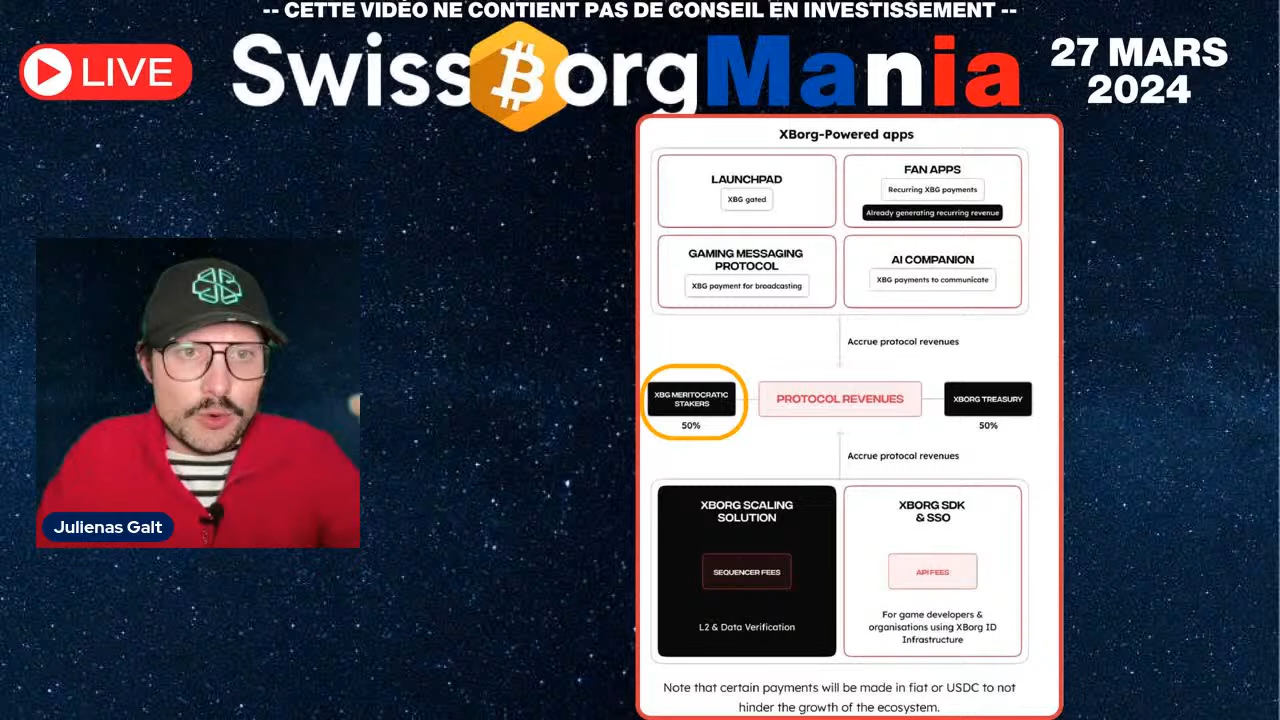 -- CETTE VIDÉO NE CONTIENT PAS DE CONSEIL EN INVESTISSEMENT --
LIVE
SwissBorgMania
27 MARS
2024
XBorg-Powered apps
LAUNCHPAD
XBG gated
FAN APPS
Recurring XBG payments
Already generating recurring revenue
GAMING MESSAGING
PROTOCOL
XBG payment for broadcasting
AI COMPANION
XBG payments to communicate
Accrue protocol revenues
XBG MERITOCRATIC
STAKERS
50%
PROTOCOL REVENUES
XBORG TREASURY
50%
Accrue protocol revenues
XBORG SCALING
SOLUTION
SEQUENCER FEES
L2 & Data Verification
XBORG SDK
& SSO
API FEES
For game developers &
organisations using XBorg ID
Infrastructure
Note that certain payments will be made in fiat or USDC to not
hinder the growth of the ecosystem.
Julienas Galt